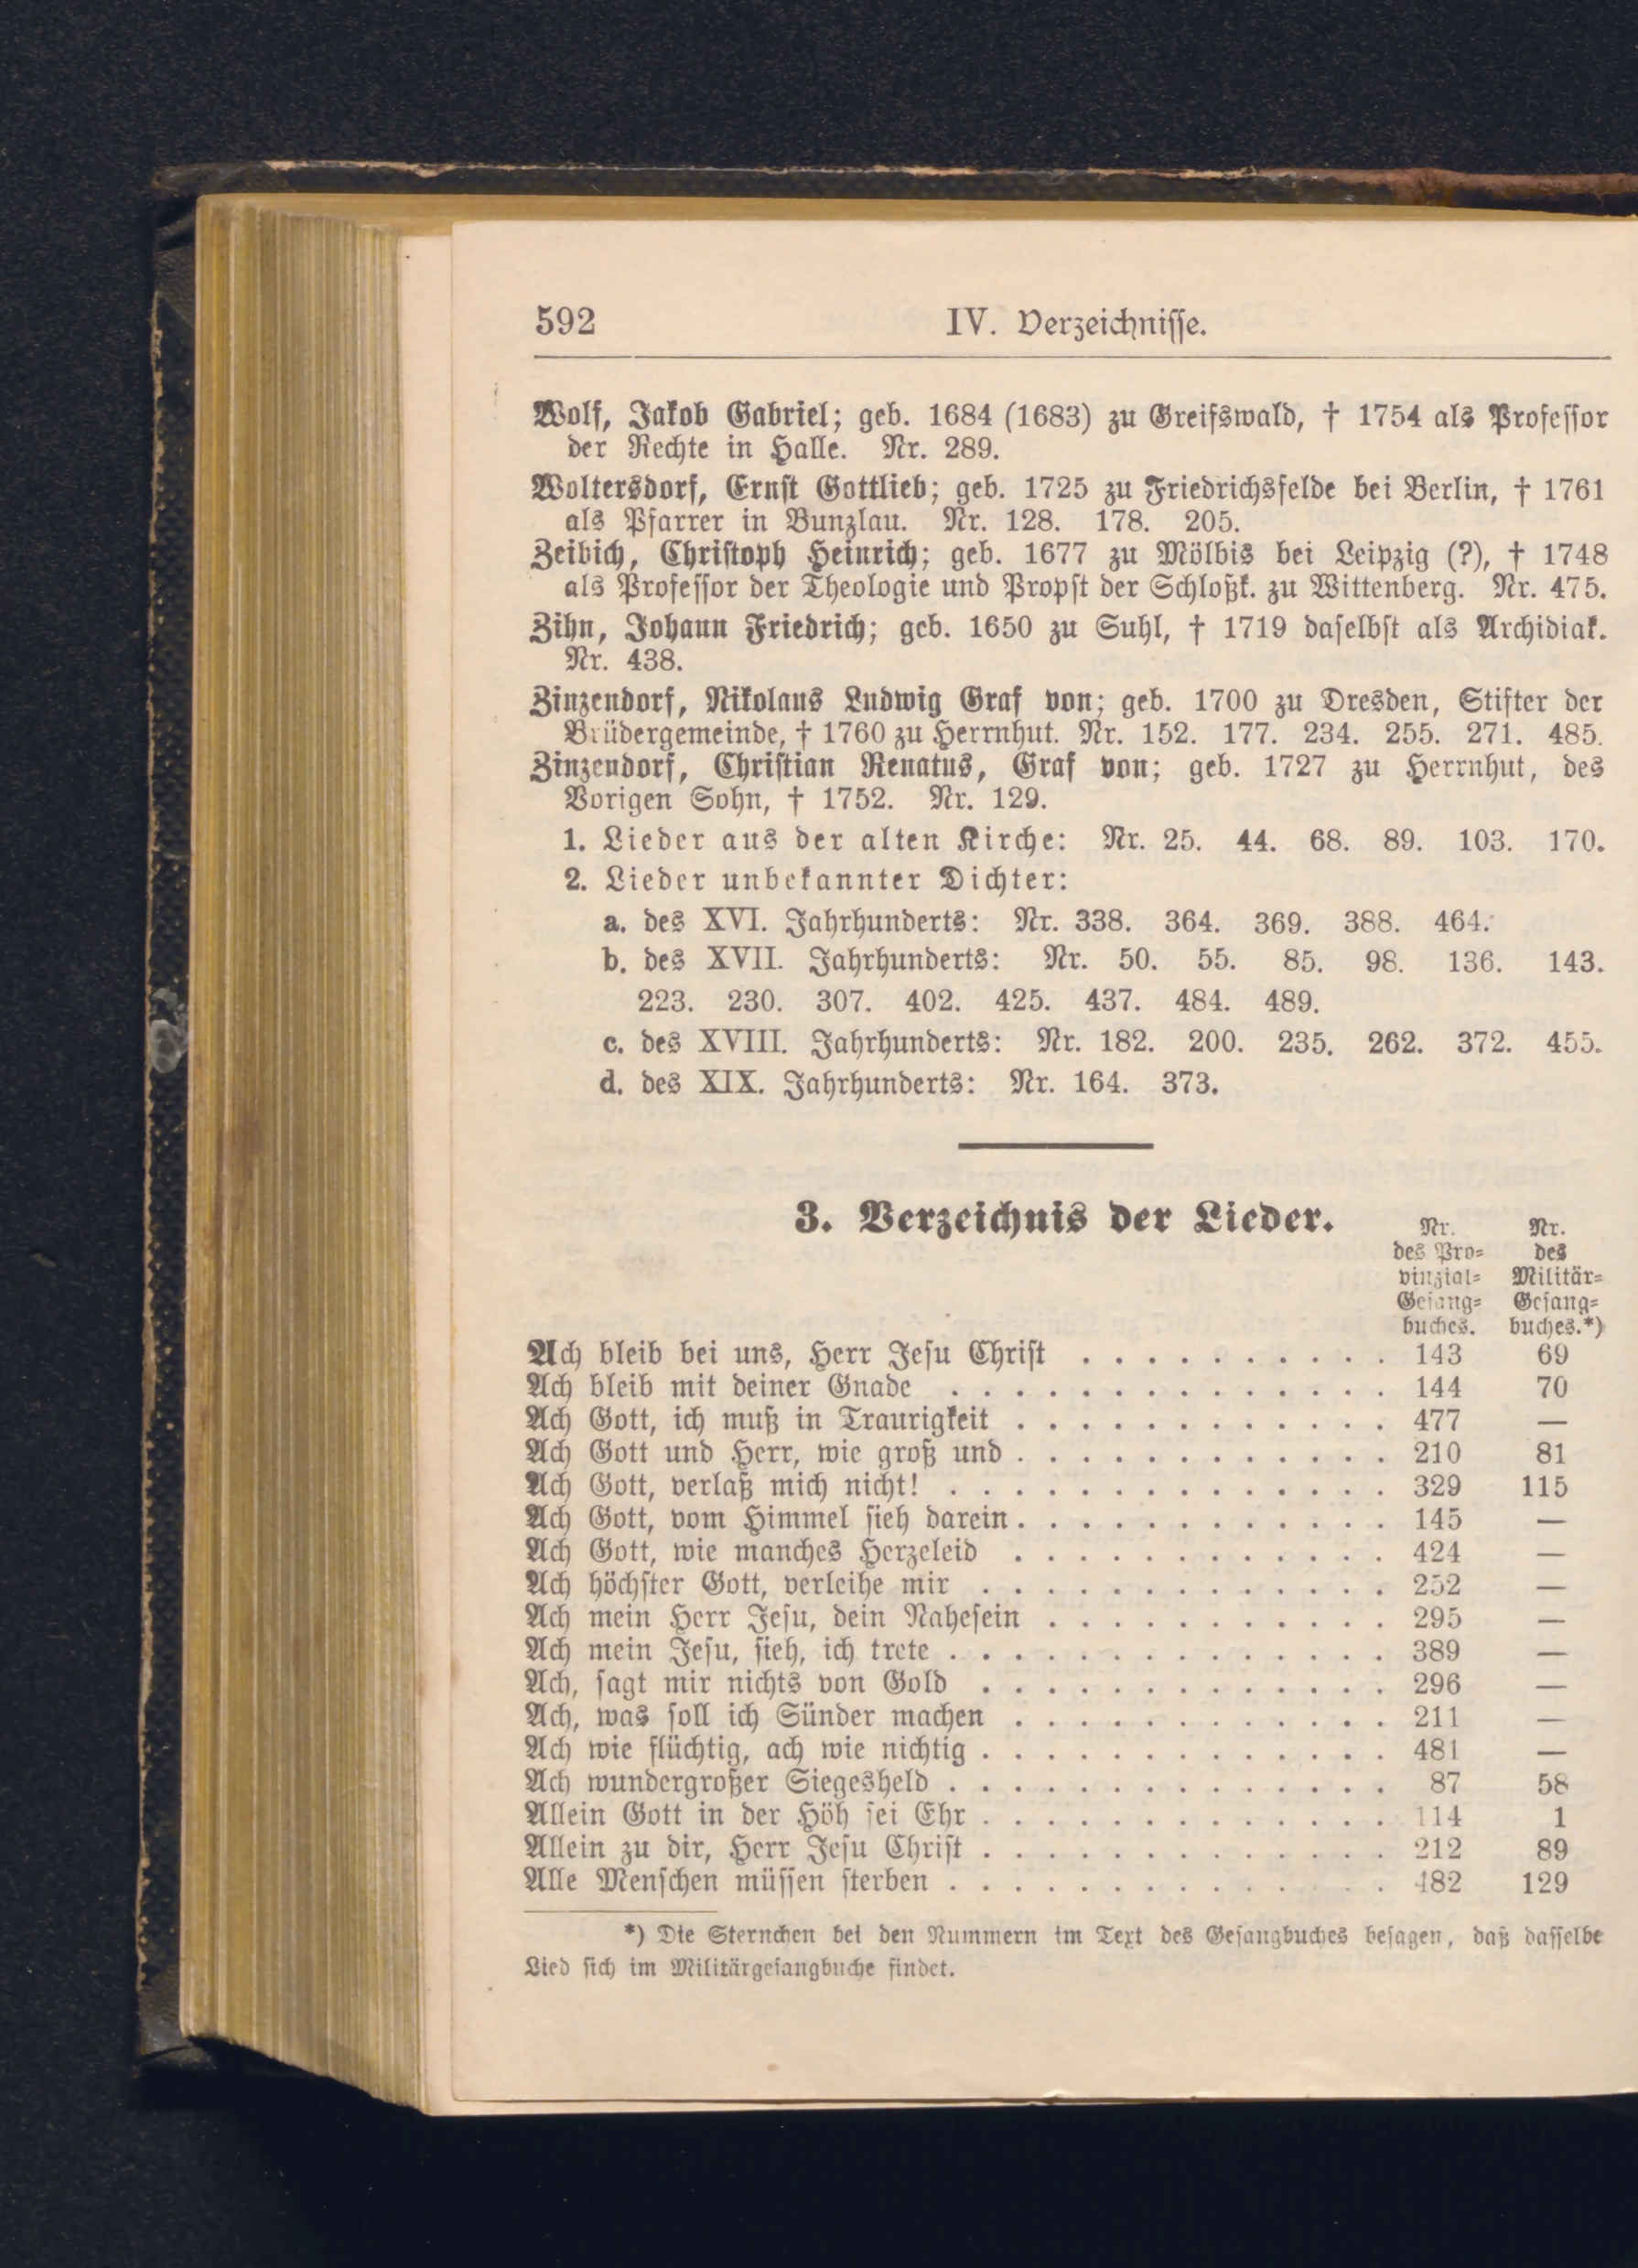 592 IV. Verzeichnisse.
Wolf, Jakob Gabriel; geb. 1684 (1683) zu Greifswald, † 1754 als Professor
der Rechte in Halle. Nr. 289.
Woltersdorf, Ernst Gottlieb; geb. 1725 zu Friedrichsfelde bei Berlin, † 1761
als Pfarrer in Bunzlau. Nr. 128. 178. 205.
Zeibich, Christoph Heinrich; geb. 1677 zu Mölbis bei Leipzig (?), † 1748
als Professor der Theologie und Propst der Schloßk. zu Wittenberg. Nr. 475.
Zihn, Johann Friedrich; geb. 1650 zu Suhl, † 1719 daselbst als Archidiak.
Nr. 438.
Zinzendorf, Nikolaus Ludwig Graf von; geb. 1700 zu Dresden, Stifter der
Brüdergemeinde, † 1760 zu Herrnhut. Nr. 152. 177. 234. 255. 271. 485.
Zinzendorf, Christian Renatus, Graf von; geb. 1727 zu Herrnhut, des
Vorigen Sohn, † 1752. Nr. 129.
1. Lieder aus der alten Kirche: Nr. 25. 44. 68. 89. 103. 170.
2. Lieder unbekannter Dichter:
a. des XVI. Jahrhunderts: Nr. 338. 364. 369. 388. 464.
b. des XVII. Jahrhunderts: Nr. 50. 55. 85. 98. 136. 143.
223. 230. 307. 402. 425. 437. 484. 489.
c. des XVIII. Jahrhunderts: Nr. 182. 200. 235. 262. 372. 455.
d. des XIX. Jahrhunderts: Nr. 164. 373.
3. Verzeichnis der Lieder.
Nr. Nr.
des Pro- des
vinzial- Militär-
Gesang- Gesang-
buches. buches.*)
Ach bleib bei uns, Herr Jesu Christ . . . . . . . . . . 143 69
Ach bleib mit deiner Gnade . . . . . . . . . . . . . . 144 70
Ach Gott, ich muß in Traurigkeit . . . . . . . . . . . . 477 —
Ach Gott und Herr, wie groß und . . . . . . . . . . . . 210 81
Ach Gott, verlaß mich nicht! . . . . . . . . . . . . . . 329 115
Ach Gott, vom Himmel sieh darein . . . . . . . . . . . . 145 —
Ach Gott, wie manches Herzeleid . . . . . . . . . . . . 424 —
Ach höchster Gott, verleihe mir . . . . . . . . . . . . . 252 —
Ach mein Herr Jesu, dein Nahesein . . . . . . . . . . . 295 —
Ach mein Jesu, sieh, ich trete . . . . . . . . . . . . . . 389 —
Ach, sagt mir nichts von Gold . . . . . . . . . . . . . 296 —
Ach, was soll ich Sünder machen . . . . . . . . . . . . 211 —
Ach wie flüchtig, ach wie nichtig . . . . . . . . . . . . . 481 —
Ach wundergroßer Siegesheld . . . . . . . . . . . . . . 87 58
Allein Gott in der Höh sei Ehr . . . . . . . . . . . . . 114 1
Allein zu dir, Herr Jesu Christ . . . . . . . . . . . . . 212 89
Alle Menschen müssen sterben . . . . . . . . . . . . . . 482 129
*) Die Sternchen bei den Nummern im Text des Gesangbuches besagen, daß dasselbe
Lied sich im Militärgesangbuche findet.